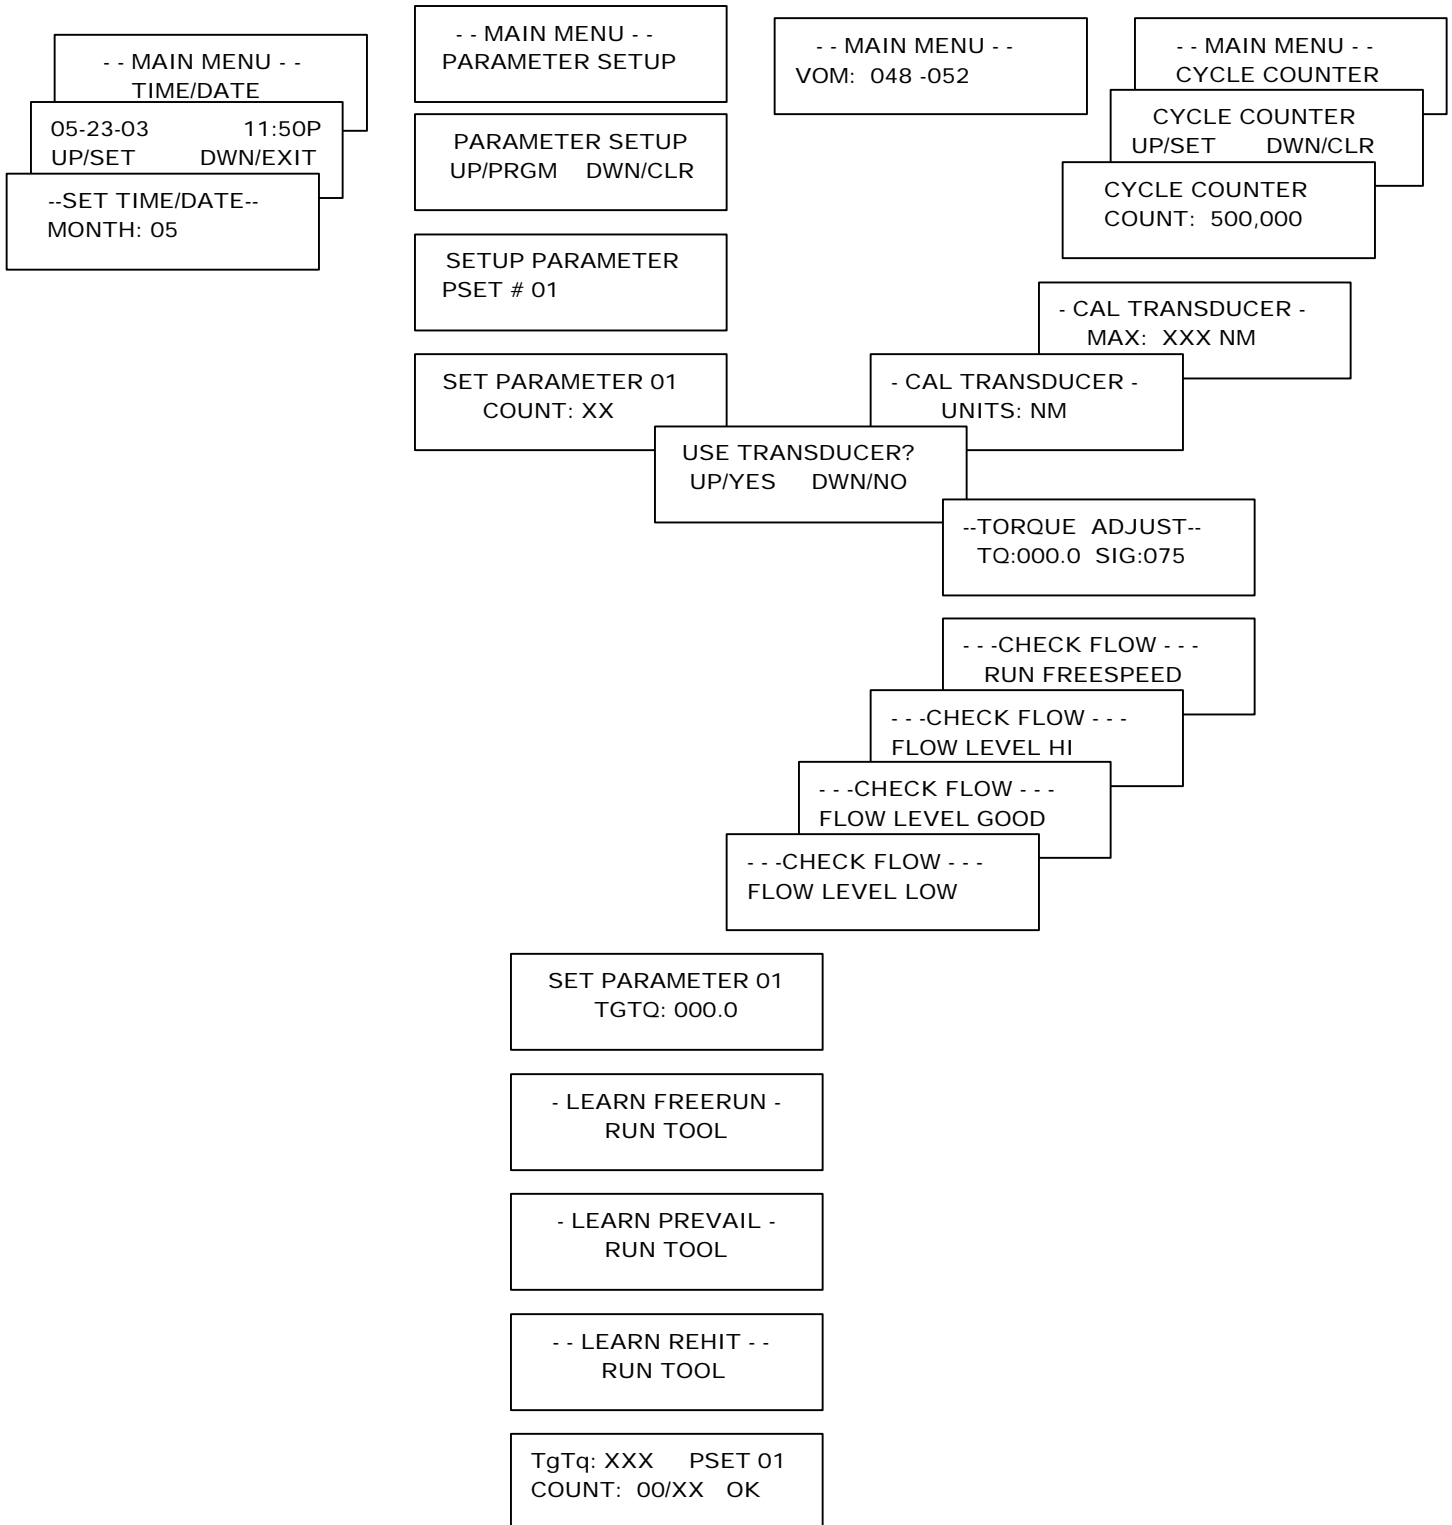 - - MAIN MENU - -
TIME/DATE
05-23-03 11:50P
UP/SET DWN/EXIT
--SET TIME/DATE--
MONTH: 05
- - MAIN MENU - -
PARAMETER SETUP
PARAMETER SETUP
UP/PRGM DWN/CLR
SETUP PARAMETER
PSET # 01
SET PARAMETER 01
COUNT: XX
- - MAIN MENU - -
VOM: 048 -052
- - MAIN MENU - -
CYCLE COUNTER
CYCLE COUNTER
UP/SET DWN/CLR
CYCLE COUNTER
COUNT: 500,000
- CAL TRANSDUCER -
MAX: XXX NM
- CAL TRANSDUCER -
UNITS: NM
USE TRANSDUCER?
UP/YES DWN/NO
--TORQUE ADJUST--
TQ:000.0 SIG:075
- - -CHECK FLOW - - -
RUN FREESPEED
- - -CHECK FLOW - - -
FLOW LEVEL HI
- - -CHECK FLOW - - -
FLOW LEVEL GOOD
- - -CHECK FLOW - - -
FLOW LEVEL LOW
SET PARAMETER 01
TGTQ: 000.0
- LEARN FREERUN -
RUN TOOL
- LEARN PREVAIL -
RUN TOOL
- - LEARN REHIT - -
RUN TOOL
TgTq: XXX PSET 01
COUNT: 00/XX OK